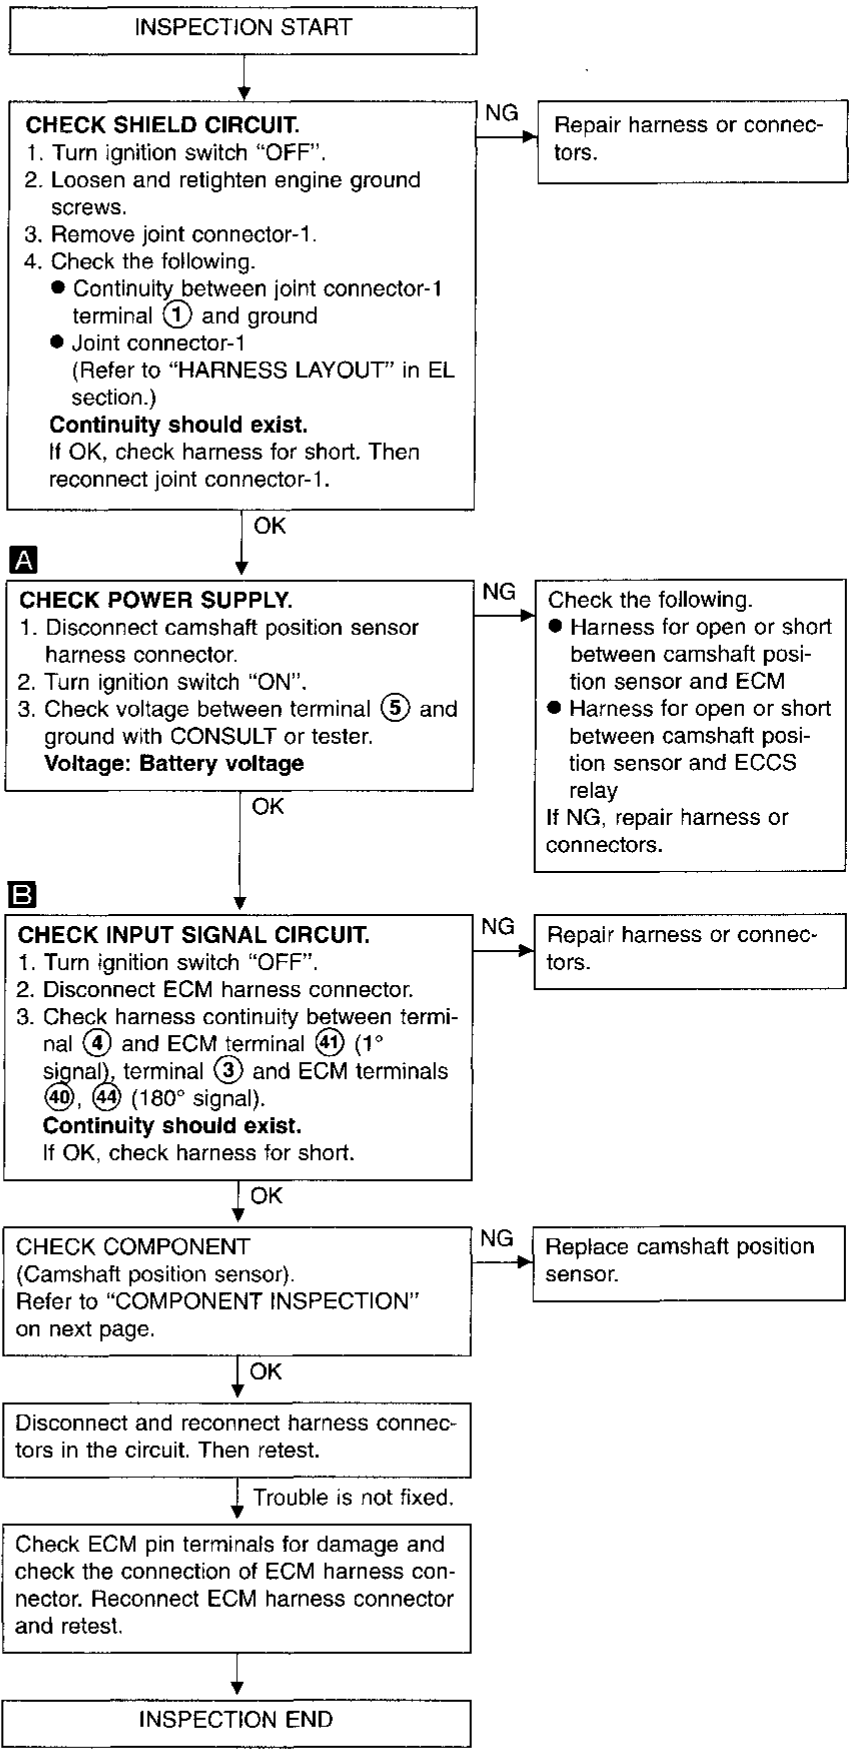 INSPECTION START
CHECK SHIELD CIRCUIT.
1. Turn ignition switch “OFF”.
2. Loosen and retighten engine ground
screws.
3. Remove joint connector-1.
4. Check the following.
● Continuity between joint connector-1
terminal ① and ground
● Joint connector-1
(Refer to “HARNESS LAYOUT” in EL
section.)
Continuity should exist.
If OK, check harness for short. Then
reconnect joint connector-1.
NG
Repair harness or connec-
tors.
OK
A
CHECK POWER SUPPLY.
1. Disconnect camshaft position sensor
harness connector.
2. Turn ignition switch “ON”.
3. Check voltage between terminal ⑤ and
ground with CONSULT or tester.
Voltage: Battery voltage
NG
Check the following.
● Harness for open or short
between camshaft posi-
tion sensor and ECM
● Harness for open or short
between camshaft posi-
tion sensor and ECCS
relay
If NG, repair harness or
connectors.
OK
B
CHECK INPUT SIGNAL CIRCUIT.
1. Turn ignition switch “OFF”.
2. Disconnect ECM harness connector.
3. Check harness continuity between termi-
nal ④ and ECM terminal ㊶ (1°
signal), terminal ③ and ECM terminals
㊵, ㊹ (180° signal).
Continuity should exist.
If OK, check harness for short.
NG
Repair harness or connec-
tors.
OK
CHECK COMPONENT
(Camshaft position sensor).
Refer to “COMPONENT INSPECTION”
on next page.
NG
Replace camshaft position
sensor.
OK
Disconnect and reconnect harness connec-
tors in the circuit. Then retest.
Trouble is not fixed.
Check ECM pin terminals for damage and
check the connection of ECM harness con-
nector. Reconnect ECM harness connector
and retest.
INSPECTION END